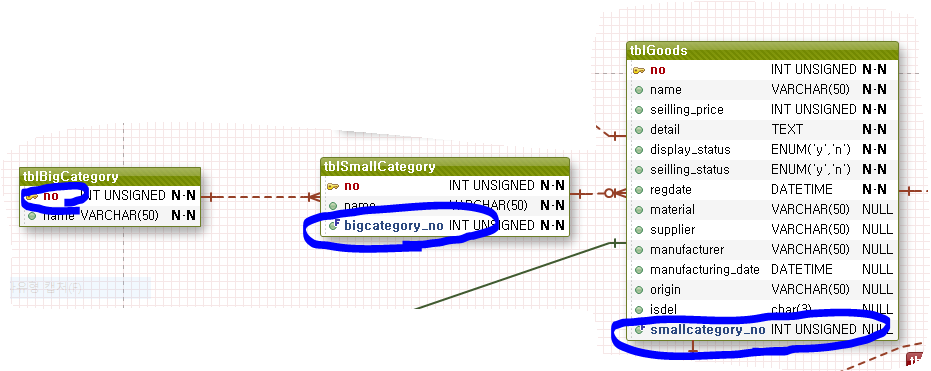 tblBigCategory
no INT UNSIGNED N-N
name VARCHAR(50) N-N
tblSmallCategory
no INT UNSIGNED N-N
name VARCHAR(50) N-N
bigcategory_no INT UNSIGNED N-N
tblGoods
no INT UNSIGNED N-N
name VARCHAR(50) N-N
seilling_price INT UNSIGNED N-N
detail TEXT N-N
display_status ENUM('y','n') N-N
selling_status ENUM('y','n') N-N
regdate DATETIME N-N
material VARCHAR(50) NULL
supplier VARCHAR(50) NULL
manufacturer VARCHAR(50) NULL
manufacturing_date DATETIME NULL
origin VARCHAR(50) NULL
isdel char(3) NULL
smallcategory_no INT UNSIGNED NULL